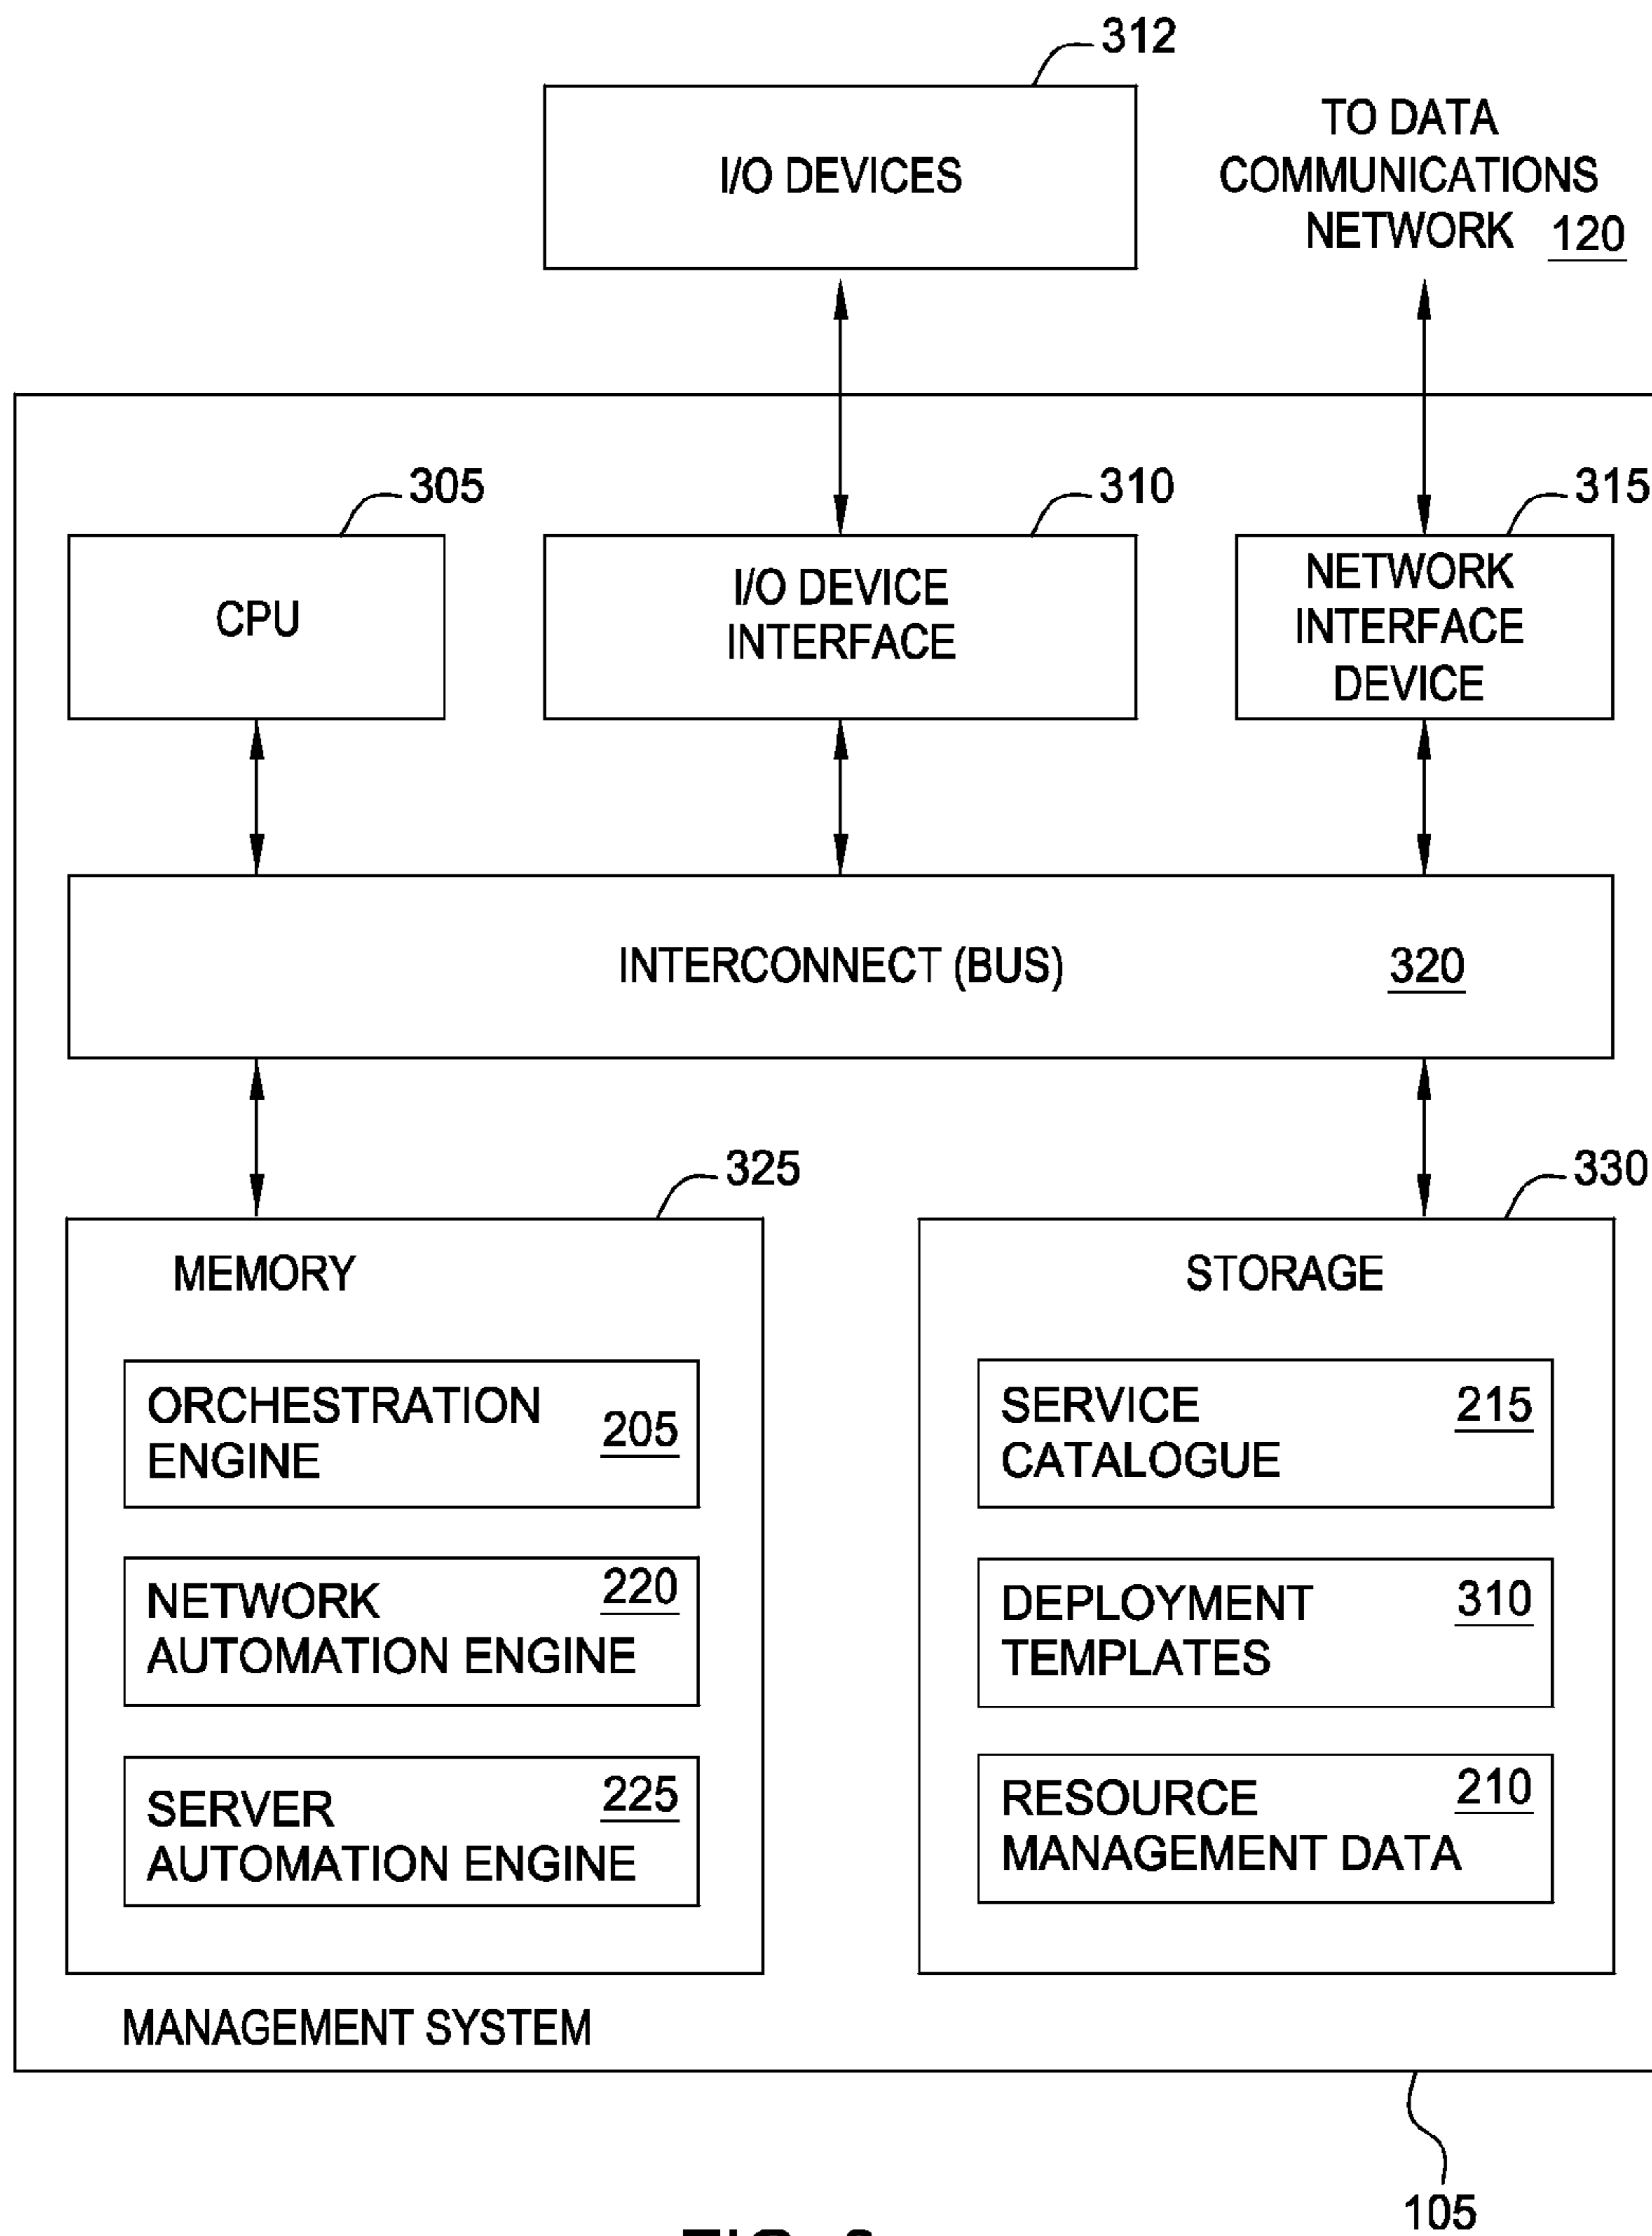 312
I/O DEVICES
TO DATA
COMMUNICATIONS
NETWORK 120
305
310
315
CPU
I/O DEVICE
INTERFACE
NETWORK
INTERFACE
DEVICE
INTERCONNECT (BUS) 320
325
330
MEMORY
ORCHESTRATION
ENGINE 205
NETWORK 220
AUTOMATION ENGINE
SERVER 225
AUTOMATION ENGINE
STORAGE
SERVICE 215
CATALOGUE
DEPLOYMENT 310
TEMPLATES
RESOURCE 210
MANAGEMENT DATA
MANAGEMENT SYSTEM
105